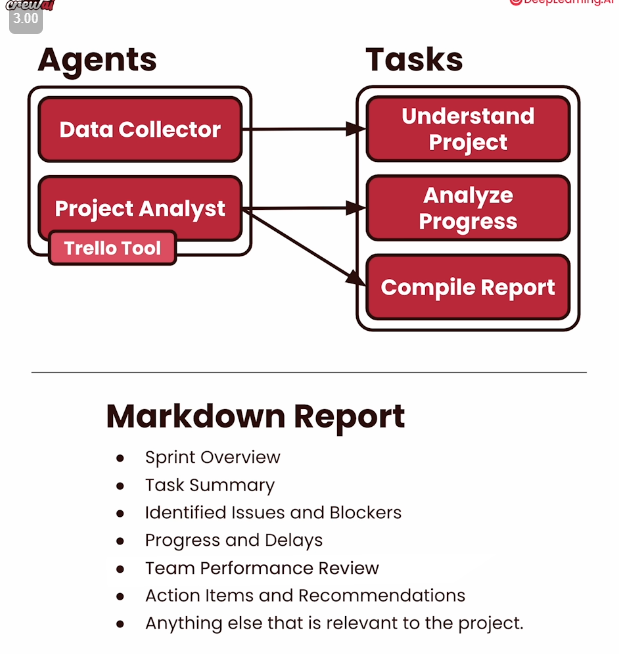 crewai
DeepLearning.AI
3.00
Agents
Tasks
Data Collector
Understand
Project
Project Analyst
Analyze
Progress
Trello Tool
Compile Report
Markdown Report
• Sprint Overview
• Task Summary
• Identified Issues and Blockers
• Progress and Delays
• Team Performance Review
• Action Items and Recommendations
• Anything else that is relevant to the project.